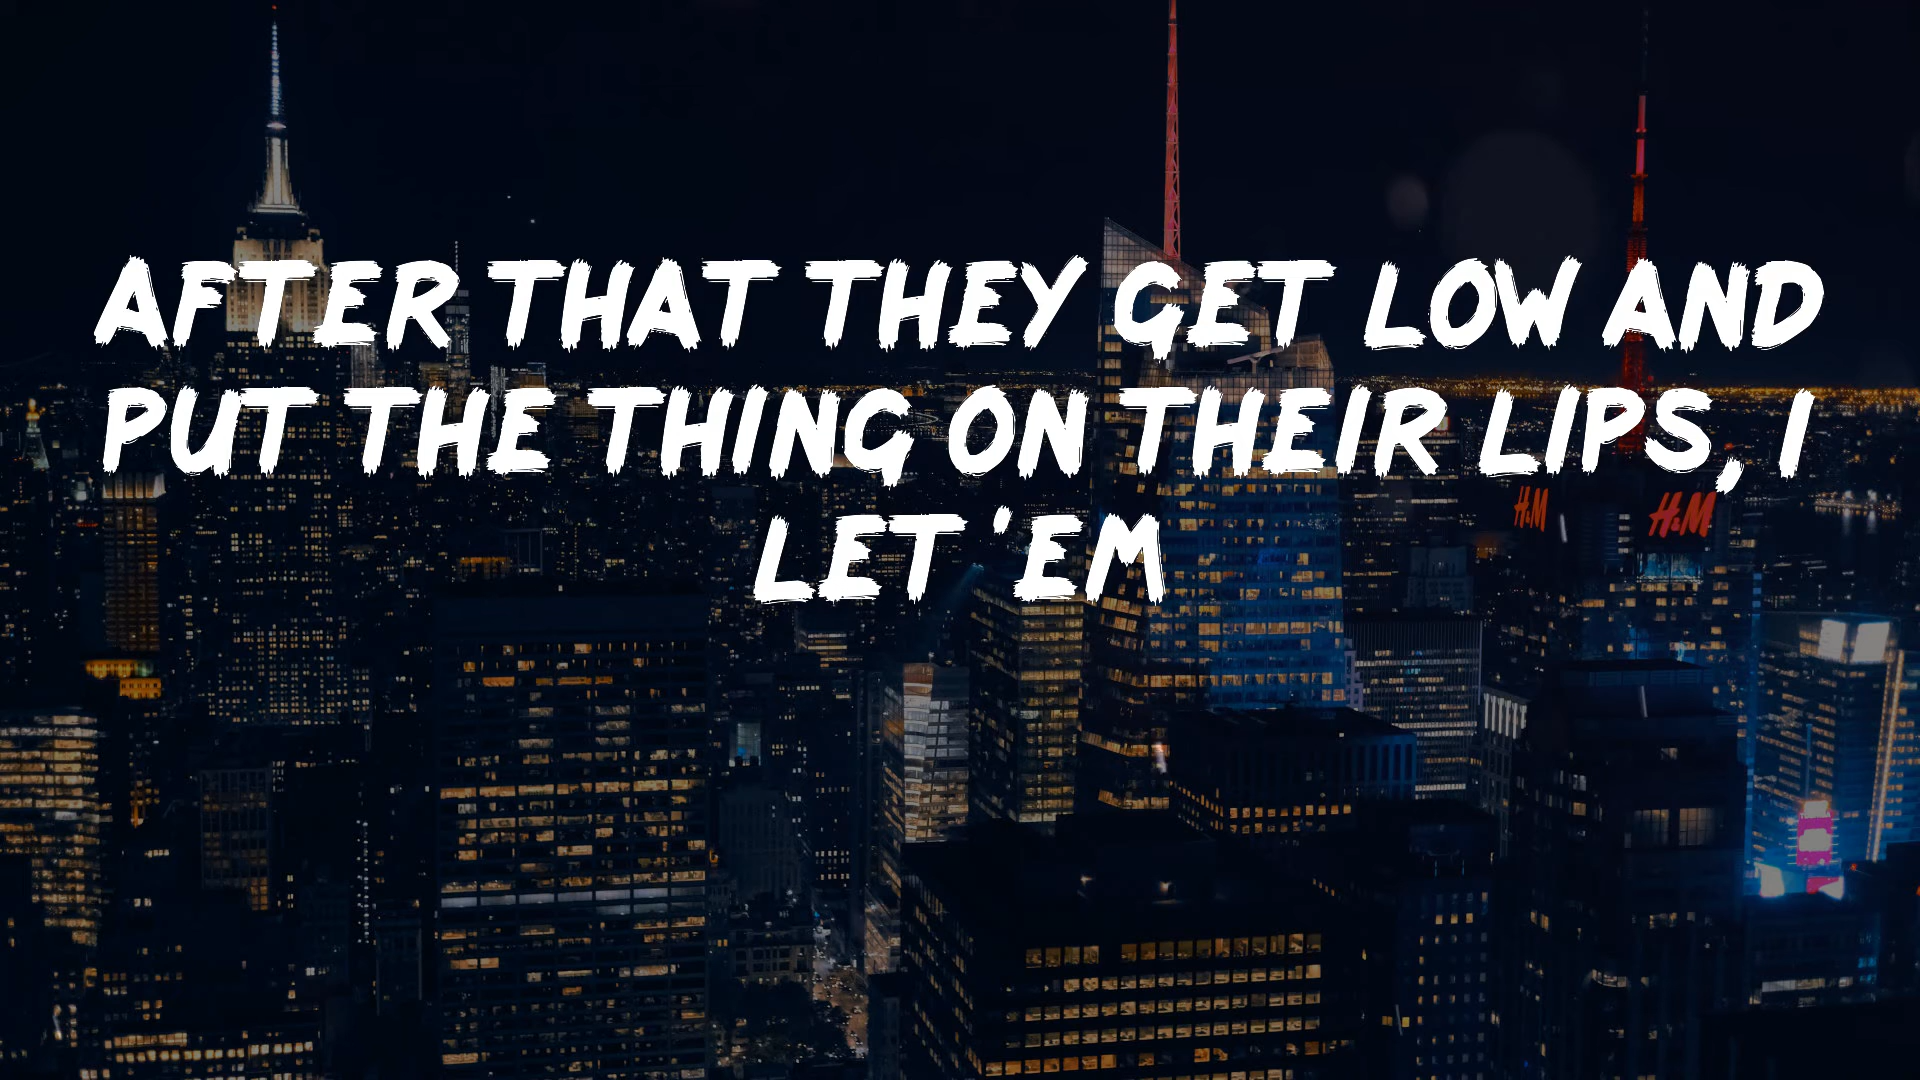 AFTER THAT THEY GET LOW AND
PUT THE THING ON THEIR LIPS, I
LET 'EM
H&M
H&M